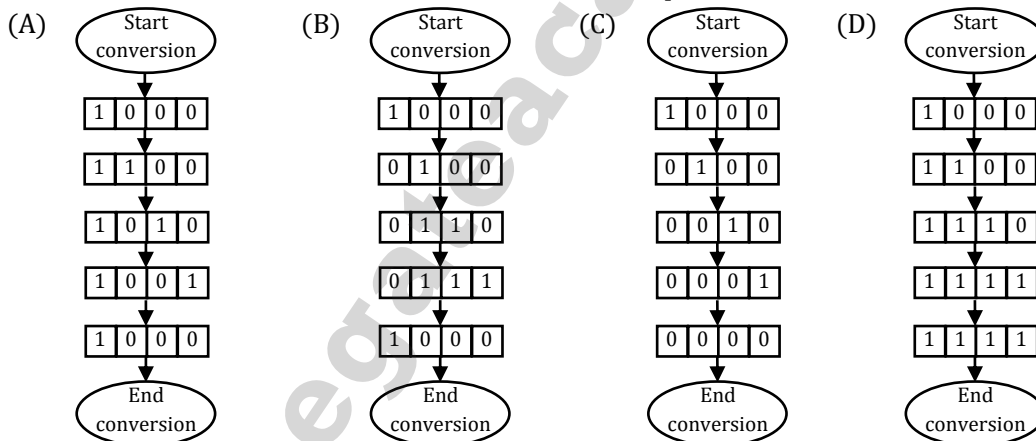 (A) Start conversion
1 0 0 0
1 1 0 0
1 0 1 0
1 0 0 1
1 0 0 0
End conversion
(B) Start conversion
1 0 0 0
0 1 0 0
0 1 1 0
0 1 1 1
1 0 0 0
End conversion
(C) Start conversion
1 0 0 0
0 1 0 0
0 0 1 0
0 0 0 1
0 0 0 0
End conversion
(D) Start conversion
1 0 0 0
1 1 0 0
1 1 1 0
1 1 1 1
1 1 1 1
End conversion
egateac